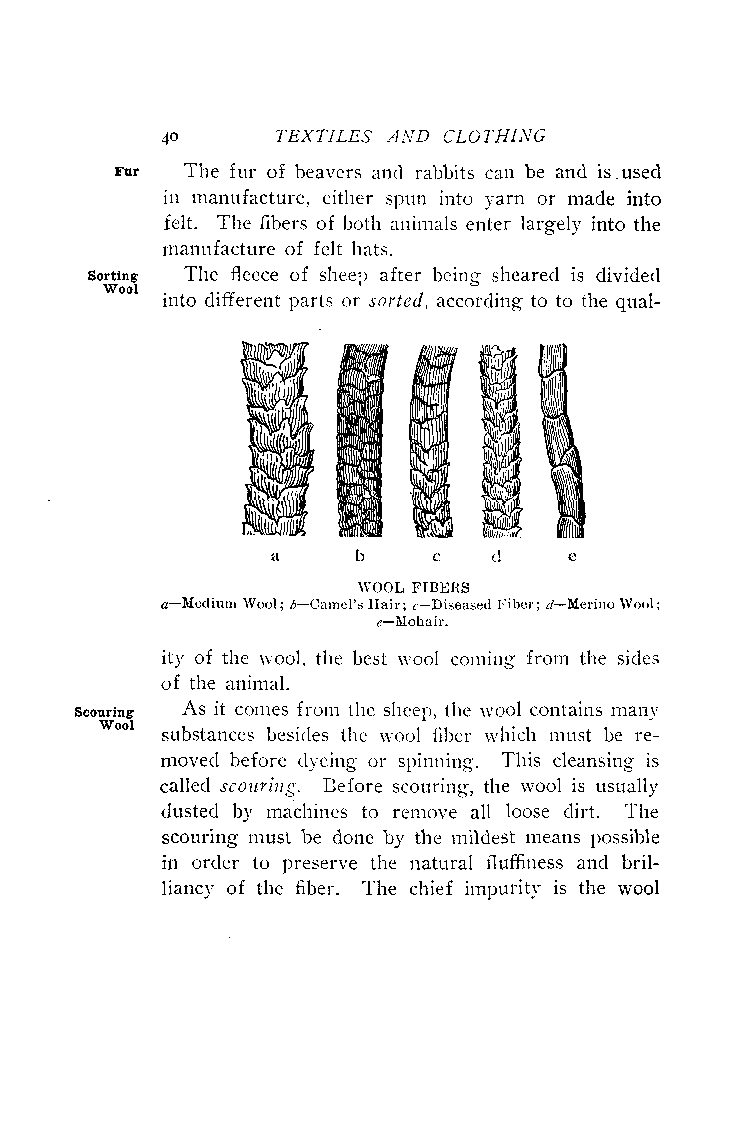 40 TEXTILES AND CLOTHING
Fur The fur of beavers and rabbits can be and is used
in manufacture, either spun into yarn or made into
felt. The fibers of both animals enter largely into the
manufacture of felt hats.
Sorting The fleece of sheep after being sheared is divided
Wool into different parts or sorted, according to to the qual-
a b c d e
WOOL FIBERS
a—Medium Wool; b—Camel's Hair; c—Diseased Fiber; d—Merino Wool;
e—Mohair.
ity of the wool, the best wool coming from the sides
of the animal.
Scouring As it comes from the sheep, the wool contains many
Wool substances besides the wool fiber which must be re-
moved before dyeing or spinning. This cleansing is
called scouring. Before scouring, the wool is usually
dusted by machines to remove all loose dirt. The
scouring must be done by the mildest means possible
in order to preserve the natural fluffiness and bril-
liancy of the fiber. The chief impurity is the wool